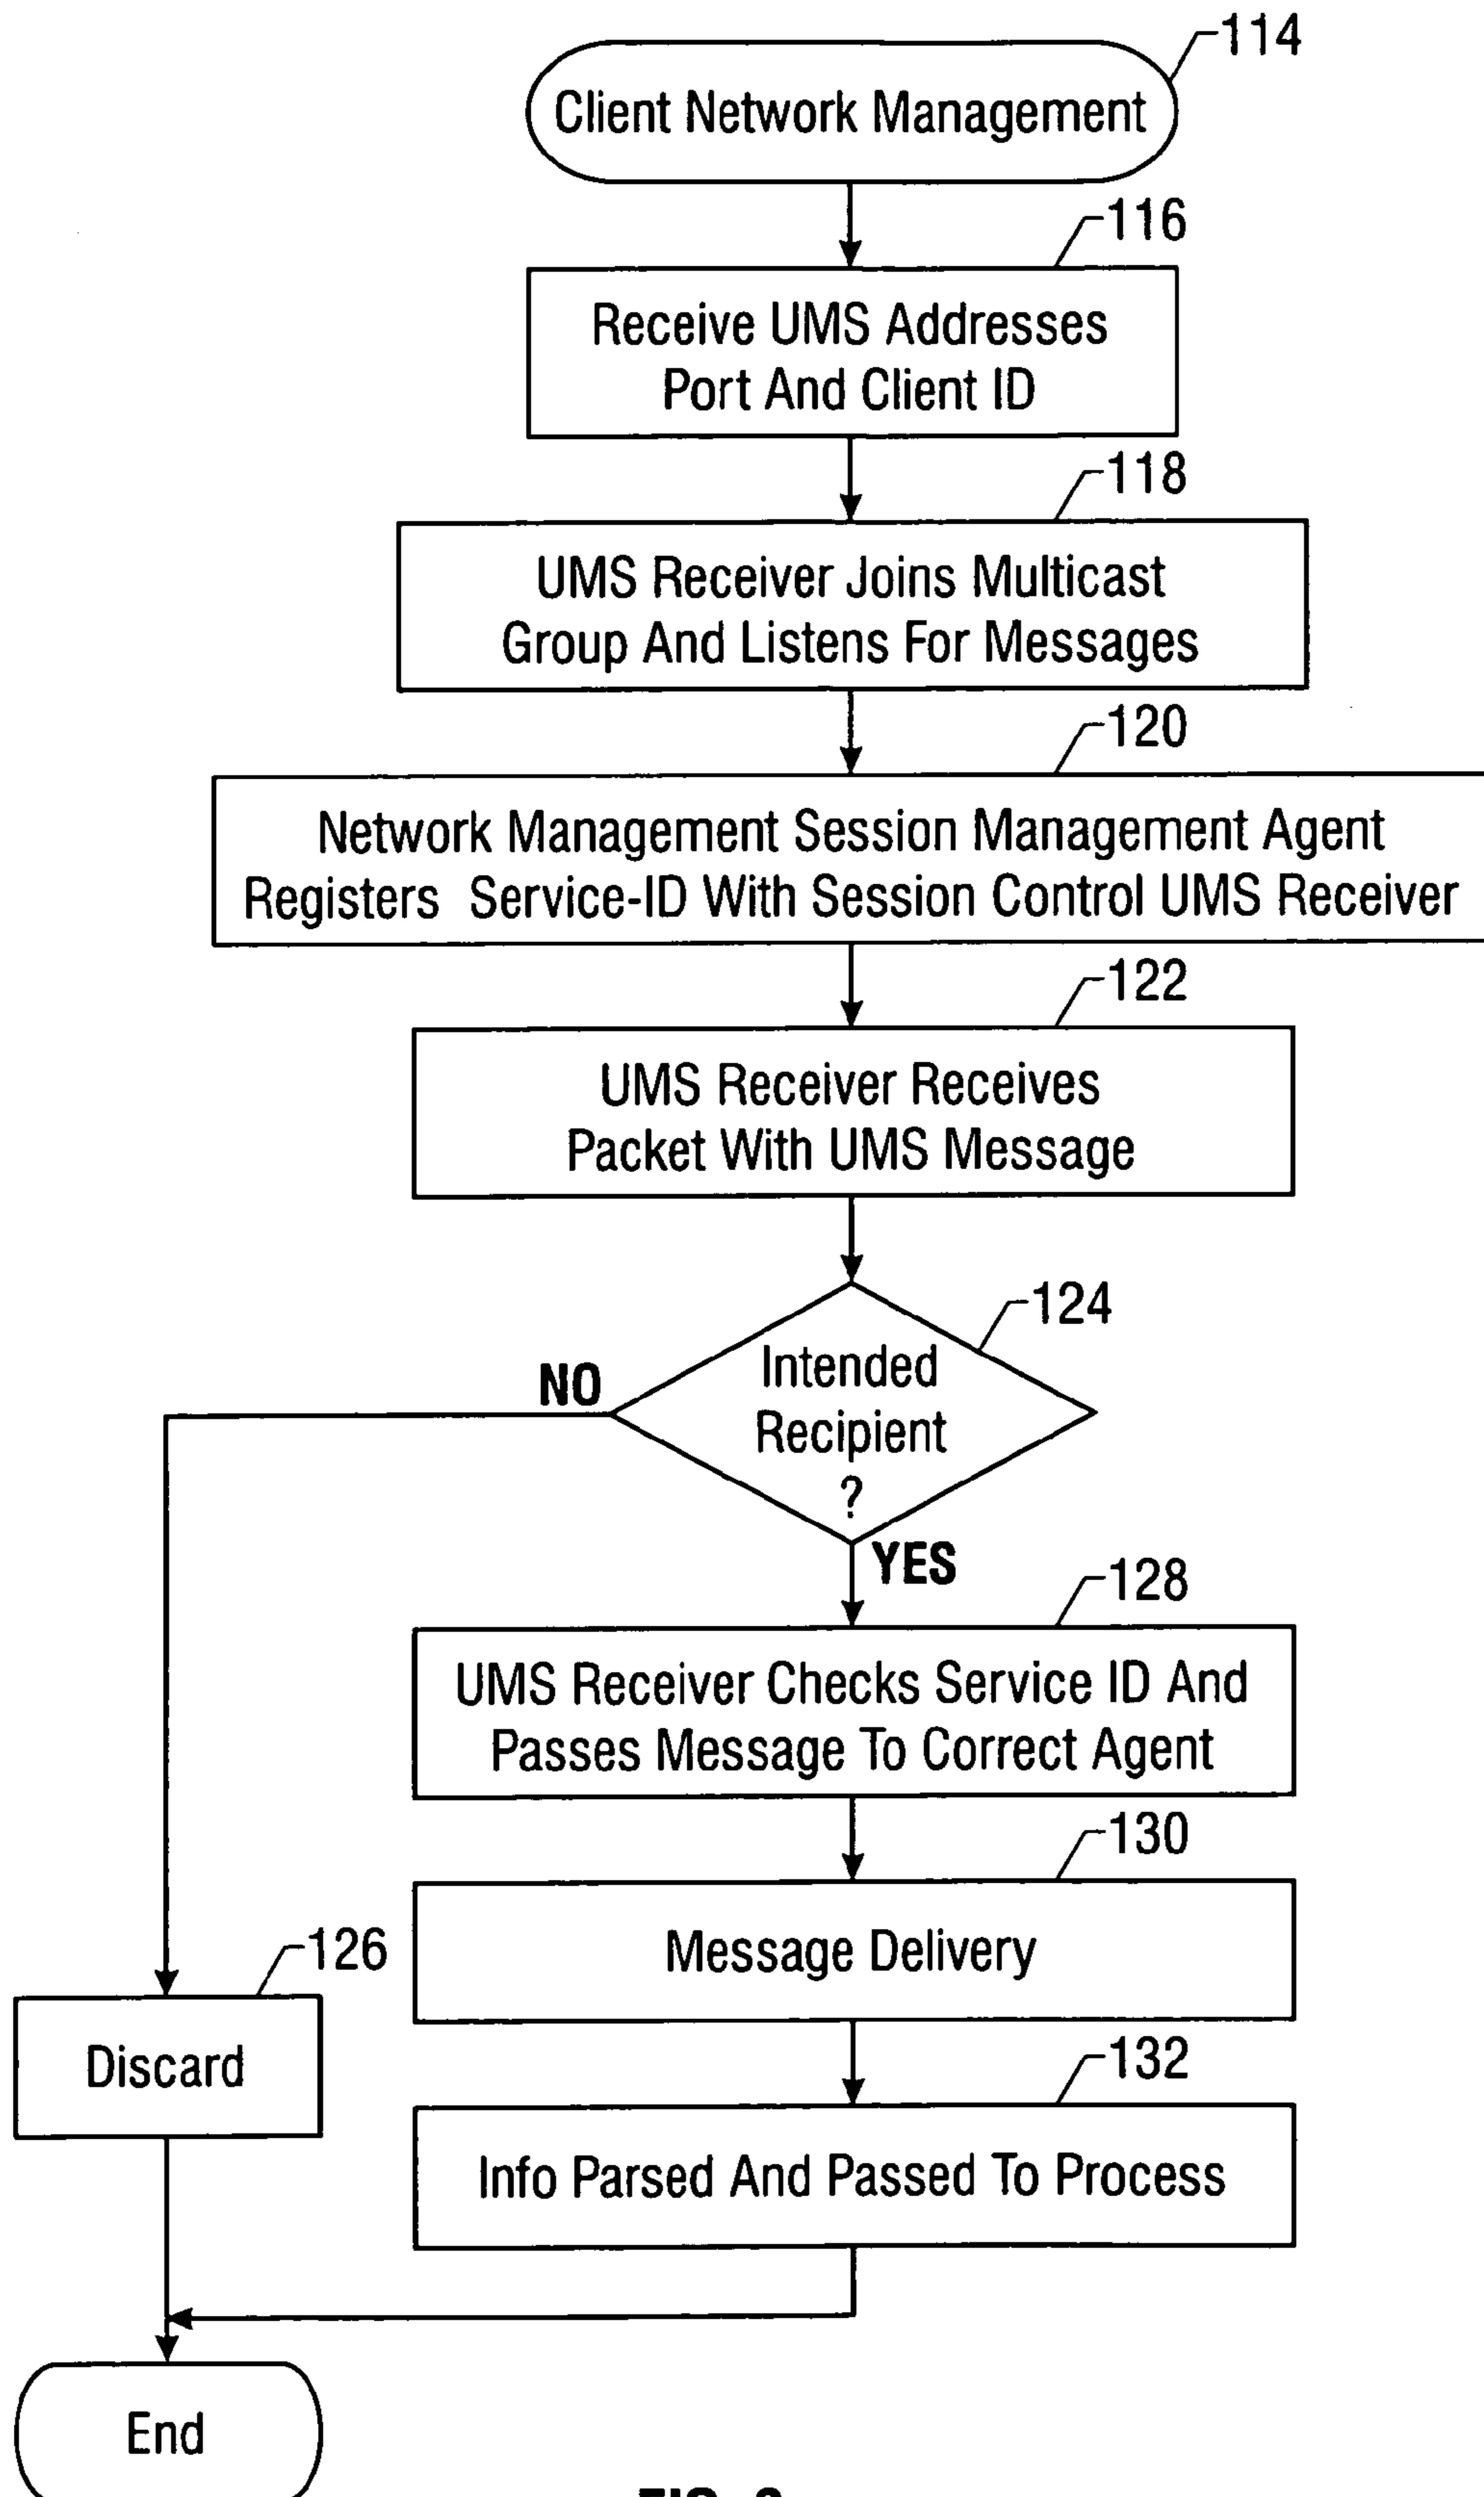 114
Client Network Management
116
Receive UMS Addresses
Port And Client ID
118
UMS Receiver Joins Multicast
Group And Listens For Messages
120
Network Management Session Management Agent
Registers Service-ID With Session Control UMS Receiver
122
UMS Receiver Receives
Packet With UMS Message
124
Intended
Recipient
?
NO
YES
128
UMS Receiver Checks Service ID And
Passes Message To Correct Agent
130
Message Delivery
126
Discard
132
Info Parsed And Passed To Process
End